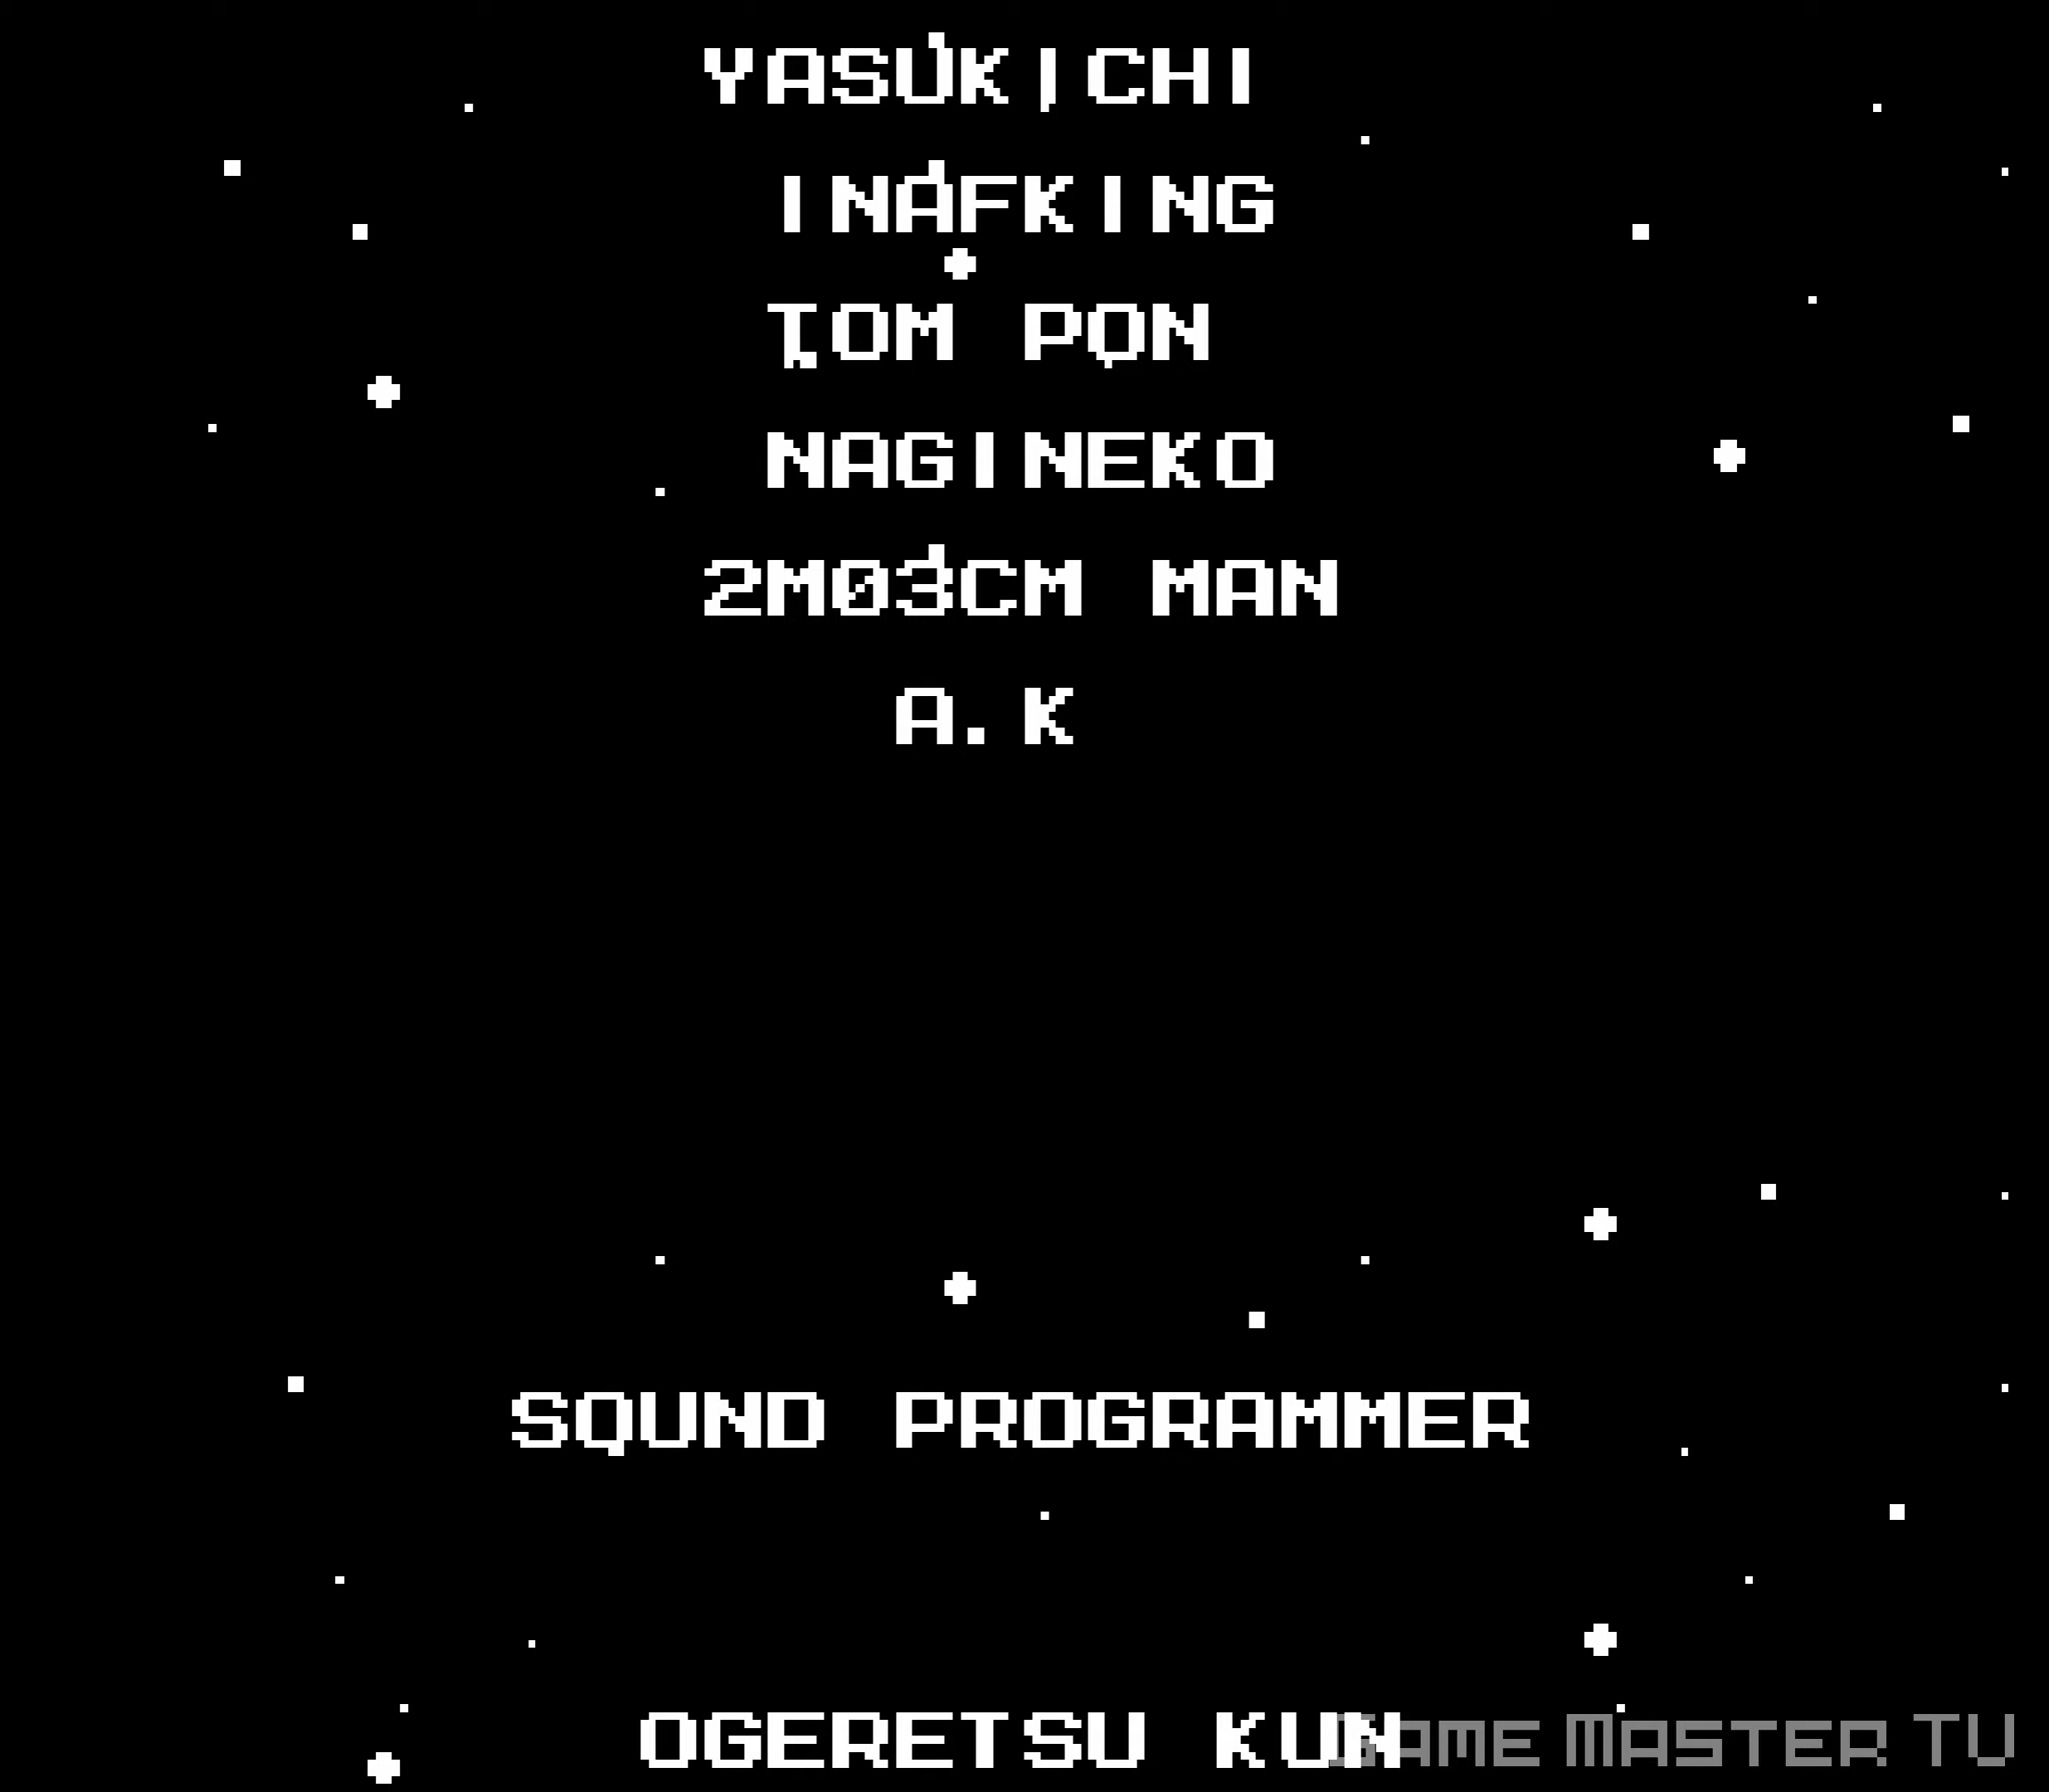 YASUKICHI
INAFKING
TOM PON
NAGINEKO
2M03CM MAN
A.K
SOUND PROGRAMMER
OGERETSU KUN
GAME MASTER TV